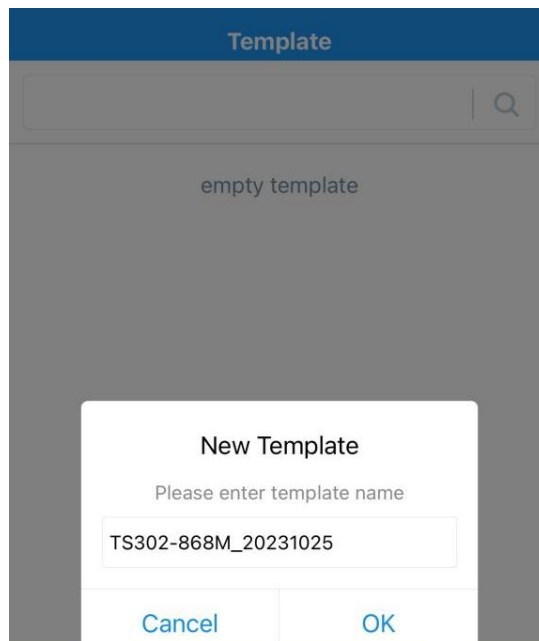 Template
empty template
New Template
Please enter template name
TS302-868M_20231025
Cancel
OK